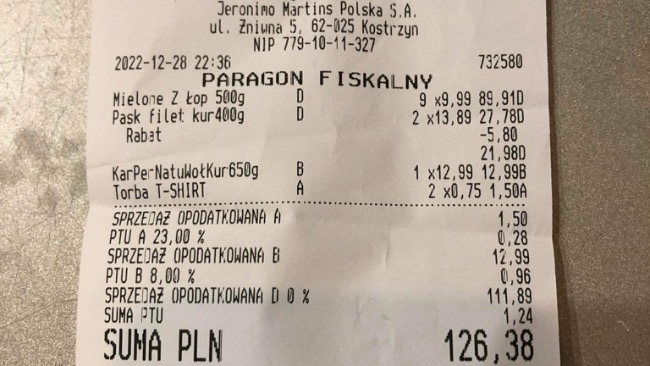 Jeronimo Martins Polska S.A.
ul. Żniwna 5, 62-025 Kostrzyn
NIP 779-10-11-327
2022-12-28 22:36 732580
PARAGON FISKALNY
Mielone Z Łop 500g D 9 x9,99 89,91D
Pask filet kur400g D 2 x13,89 27,78D
Rabat -5,80
21,98D
KarPerNatuWołKur650g B 1 x12,99 12,99B
Torba T-SHIRT A 2 x0,75 1,50A
SPRZEDAŻ OPODATKOWANA A 1,50
PTU A 23,00 % 0,28
SPRZEDAŻ OPODATKOWANA B 12,99
PTU B 8,00 % 0,96
SPRZEDAŻ OPODATKOWANA D 0 % 111,89
SUMA PTU 1,24
SUMA PLN 126,38